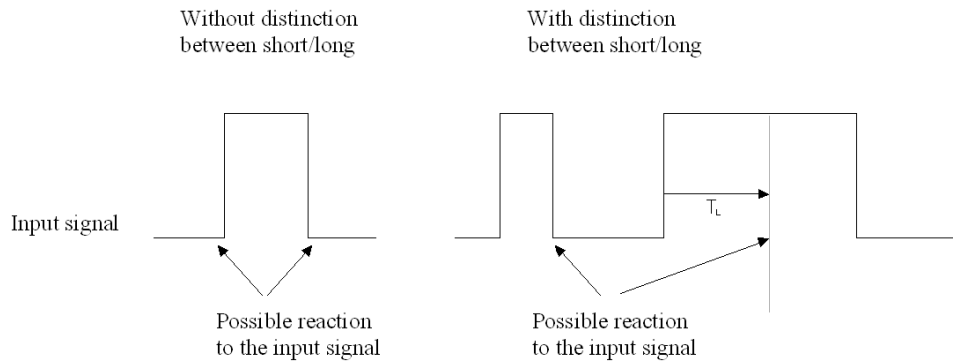 Without distinction
between short/long
With distinction
between short/long
Input signal
T_L
Possible reaction
to the input signal
Possible reaction
to the input signal